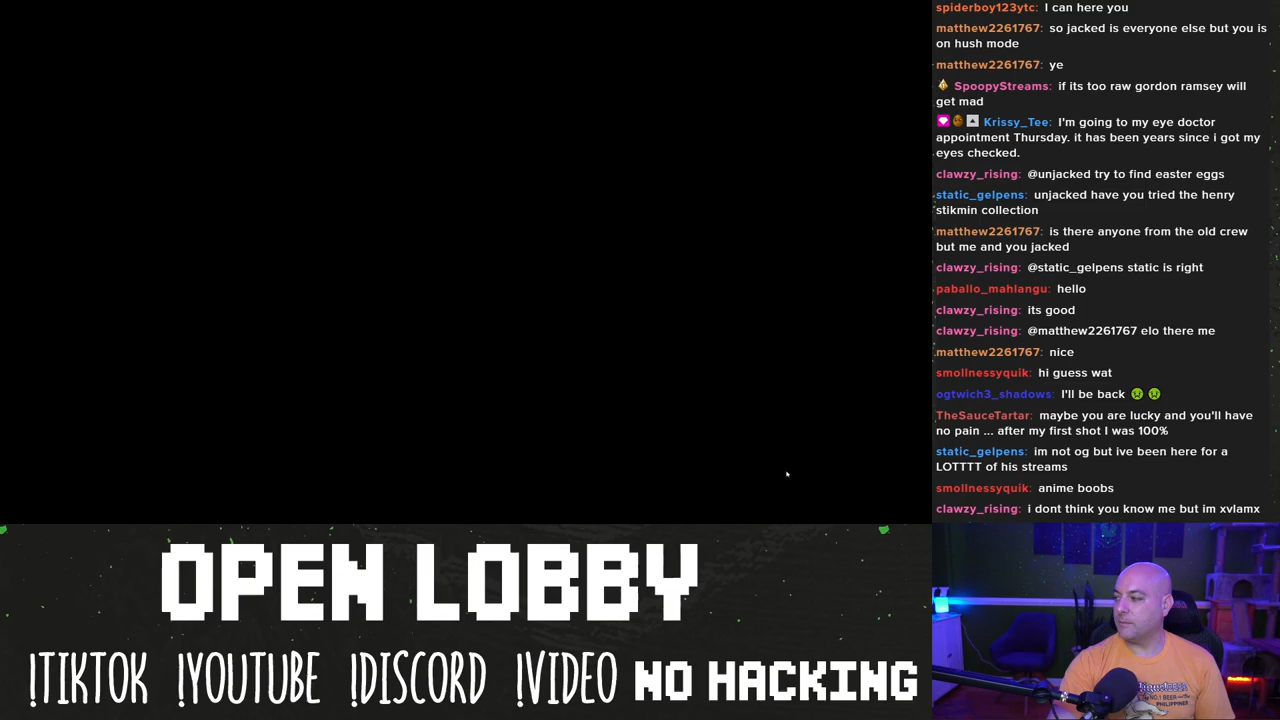 spiderboy123ytc: I can here you
matthew2261767: so jacked is everyone else but you is
on hush mode
matthew2261767: ye
SpoopyStreams: if its too raw gordon ramsey will
get mad
Krissy_Tee: I'm going to my eye doctor
appointment Thursday. it has been years since i got my
eyes checked.
clawzy_rising: @unjacked try to find easter eggs
static_gelpens: unjacked have you tried the henry
stikmin collection
matthew2261767: is there anyone from the old crew
but me and you jacked
clawzy_rising: @static_gelpens static is right
paballo_mahlangu: hello
clawzy_rising: its good
clawzy_rising: @matthew2261767 elo there me
matthew2261767: nice
smollnessyquik: hi guess wat
ogtwich3_shadows: I'll be back
TheSauceTartar: maybe you are lucky and you'll have
no pain ... after my first shot I was 100%
static_gelpens: im not og but ive been here for a
LOTTTT of his streams
smollnessyquik: anime boobs
clawzy_rising: i dont think you know me but im xvlamx
OPEN LOBBY
!TIKTOK !YOUTUBE !DISCORD !VIDEO NO HACKING